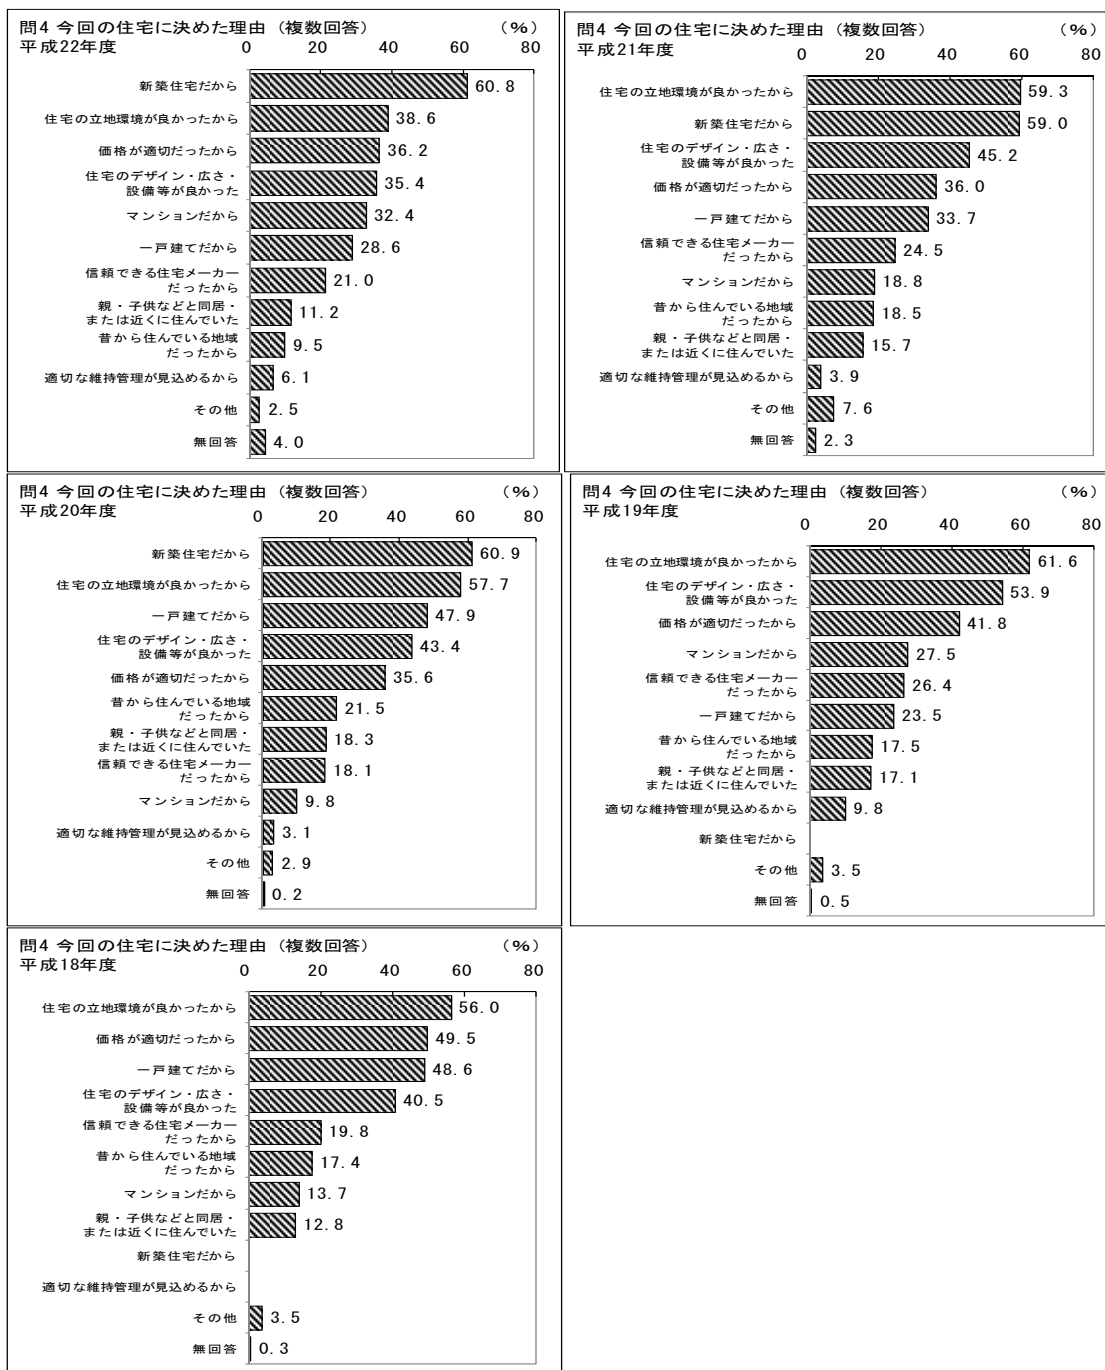 問4 今回の住宅に決めた理由（複数回答） （%）
平成22年度
0 20 40 60 80
新築住宅だから 60.8
住宅の立地環境が良かったから 38.6
価格が適切だったから 36.2
住宅のデザイン・広さ・
設備等が良かった 35.4
マンションだから 32.4
一戸建てだから 28.6
信頼できる住宅メーカー
だったから 21.0
親・子供などと同居・
または近くに住んでいた 11.2
昔から住んでいる地域
だったから 9.5
適切な維持管理が見込めるから 6.1
その他 2.5
無回答 4.0
問4 今回の住宅に決めた理由（複数回答） （%）
平成21年度
0 20 40 60 80
住宅の立地環境が良かったから 59.3
新築住宅だから 59.0
住宅のデザイン・広さ・
設備等が良かった 45.2
価格が適切だったから 36.0
一戸建てだから 33.7
信頼できる住宅メーカー
だったから 24.5
マンションだから 18.8
昔から住んでいる地域
だったから 18.5
親・子供などと同居・
または近くに住んでいた 15.7
適切な維持管理が見込めるから 3.9
その他 7.6
無回答 2.3
問4 今回の住宅に決めた理由（複数回答） （%）
平成20年度
0 20 40 60 80
新築住宅だから 60.9
住宅の立地環境が良かったから 57.7
一戸建てだから 47.9
住宅のデザイン・広さ・
設備等が良かった 43.4
価格が適切だったから 35.6
昔から住んでいる地域
だったから 21.5
親・子供などと同居・
または近くに住んでいた 18.3
信頼できる住宅メーカー
だったから 18.1
マンションだから 9.8
適切な維持管理が見込めるから 3.1
その他 2.9
無回答 0.2
問4 今回の住宅に決めた理由（複数回答） （%）
平成19年度
0 20 40 60 80
住宅の立地環境が良かったから 61.6
住宅のデザイン・広さ・
設備等が良かった 53.9
価格が適切だったから 41.8
マンションだから 27.5
信頼できる住宅メーカー
だったから 26.4
一戸建てだから 23.5
昔から住んでいる地域
だったから 17.5
親・子供などと同居・
または近くに住んでいた 17.1
適切な維持管理が見込めるから 9.8
新築住宅だから
その他 3.5
無回答 0.5
問4 今回の住宅に決めた理由（複数回答） （%）
平成18年度
0 20 40 60 80
住宅の立地環境が良かったから 56.0
価格が適切だったから 49.5
一戸建てだから 48.6
住宅のデザイン・広さ・
設備等が良かった 40.5
信頼できる住宅メーカー
だったから 19.8
昔から住んでいる地域
だったから 17.4
マンションだから 13.7
親・子供などと同居・
または近くに住んでいた 12.8
新築住宅だから
適切な維持管理が見込めるから
その他 3.5
無回答 0.3